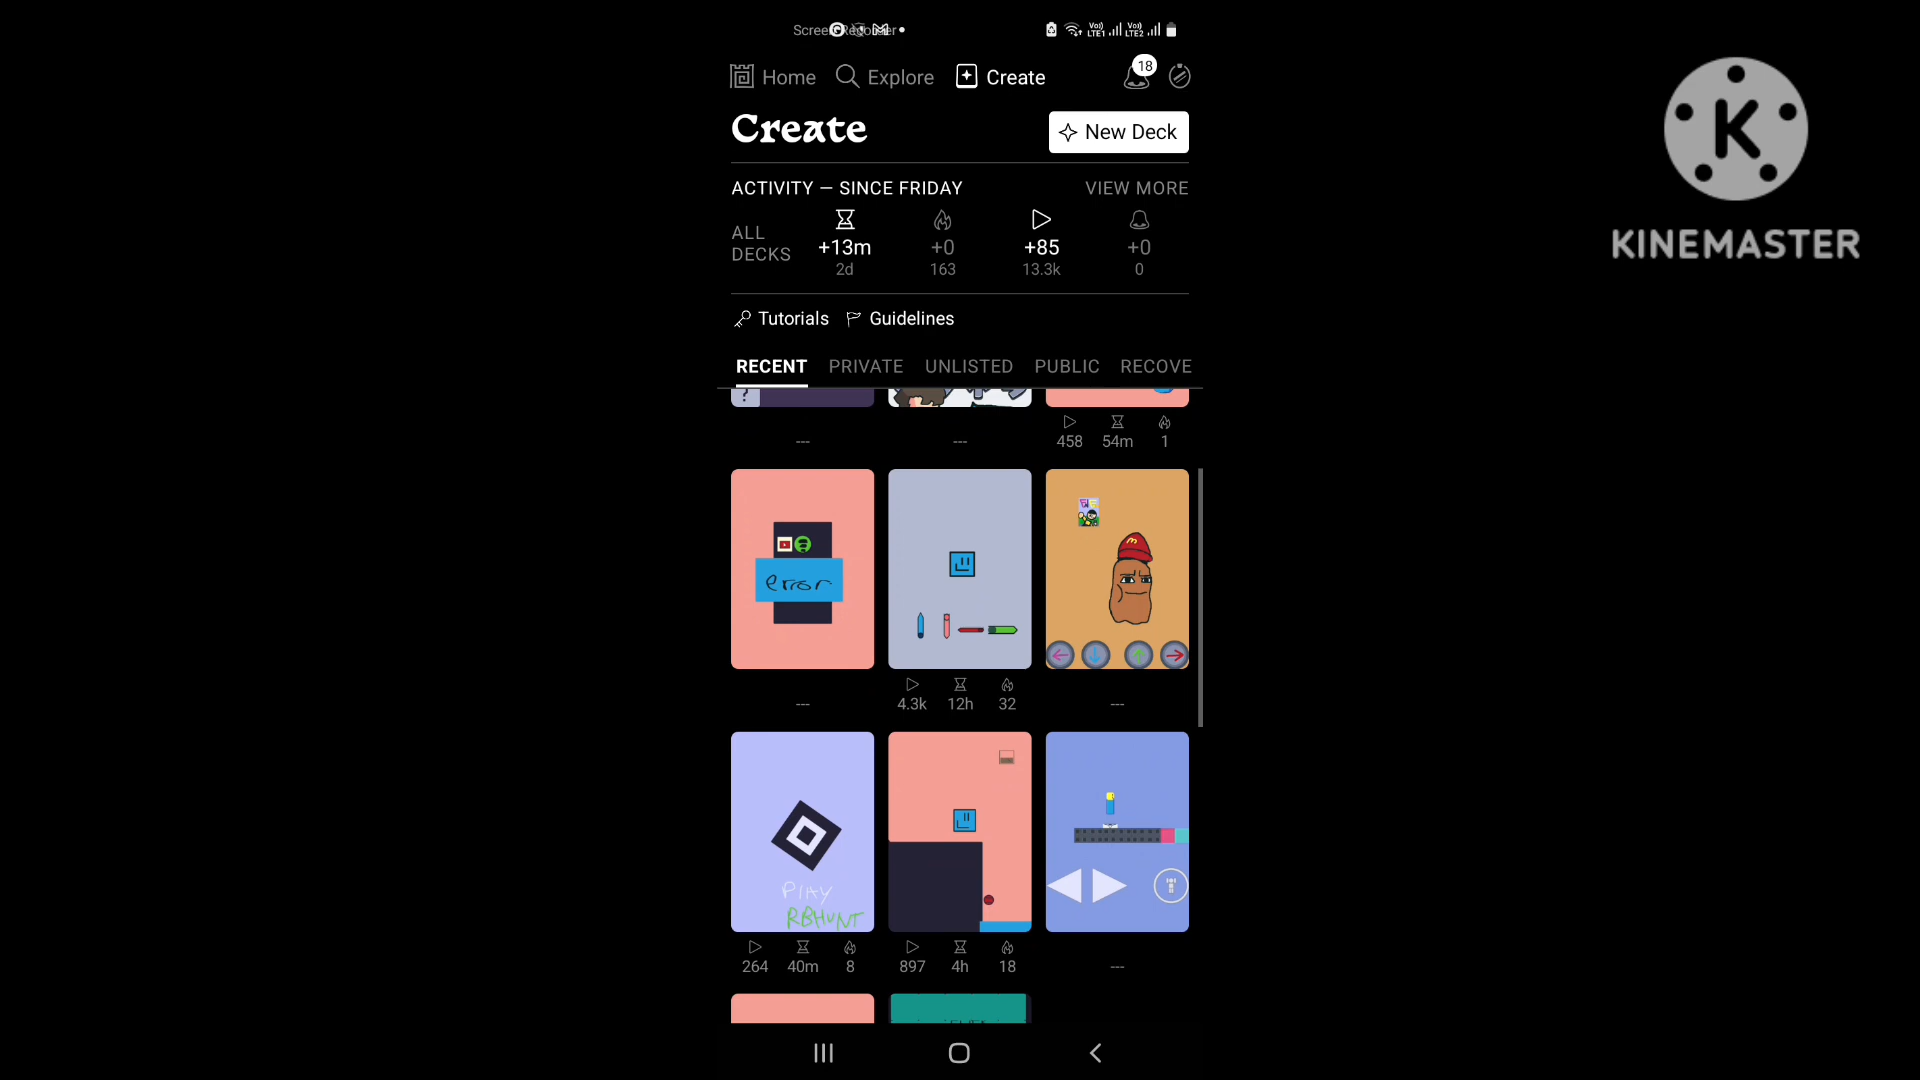 Home Explore Create 18
Create
New Deck
ACTIVITY — SINCE FRIDAY
VIEW MORE
ALL DECKS
+13m +0 +85 +0
2d 163 13.3k 0
Tutorials Guidelines
RECENT PRIVATE UNLISTED PUBLIC RECOVE
?
--- --- 458 54m 1
error
--- 4.3k 12h 32 ---
PlAY
RBHUNT
264 40m 8 897 4h 18 ---
K
KINEMASTER